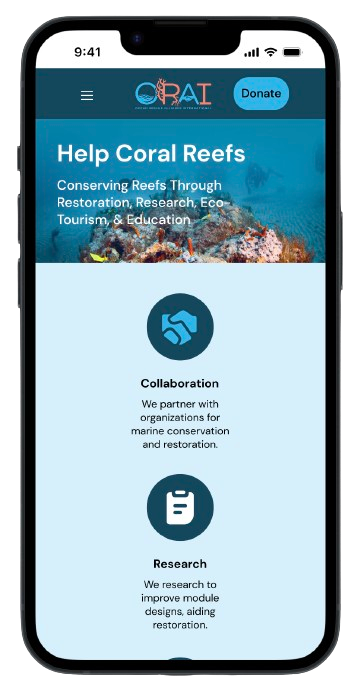 9:41
ORAI
Donate
Help Coral Reefs
Conserving Reefs Through
Restoration, Research, Eco-
Tourism, & Education
Collaboration
We partner with
organizations for
marine conservation
and restoration.
Research
We research to
improve module
designs, aiding
restoration.